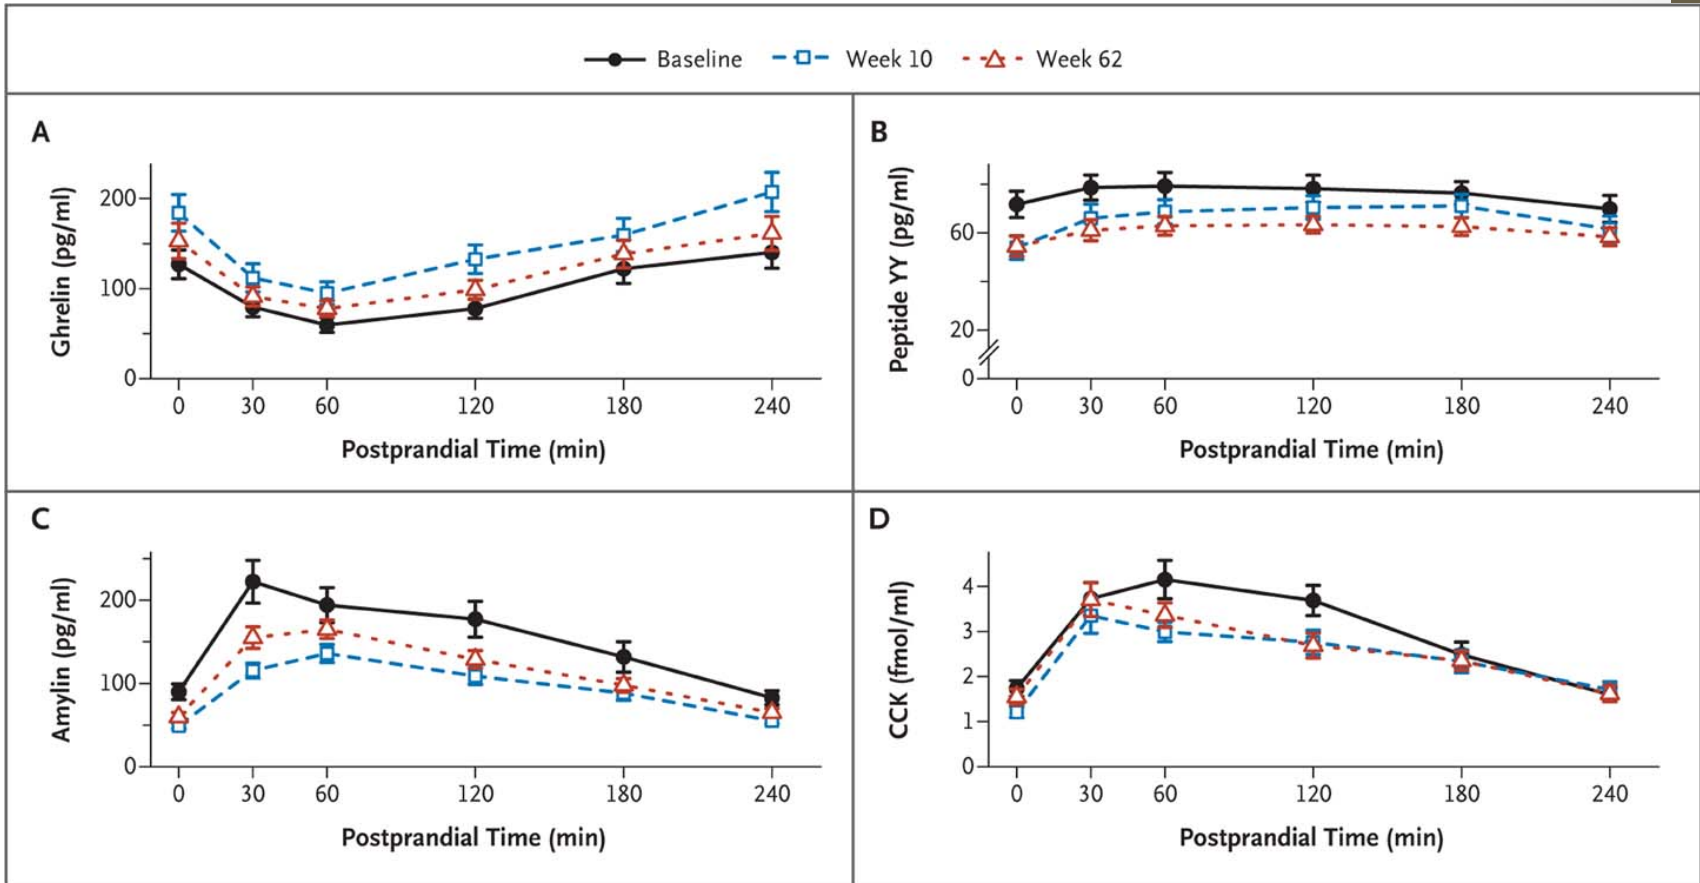 Baseline Week 10 Week 62
A
Ghrelin (pg/ml)
200
100
0
0 30 60 120 180 240
Postprandial Time (min)
B
Peptide YY (pg/ml)
60
20
0
0 30 60 120 180 240
Postprandial Time (min)
C
Amylin (pg/ml)
200
100
0
0 30 60 120 180 240
Postprandial Time (min)
D
CCK (fmol/ml)
4
3
2
1
0
0 30 60 120 180 240
Postprandial Time (min)